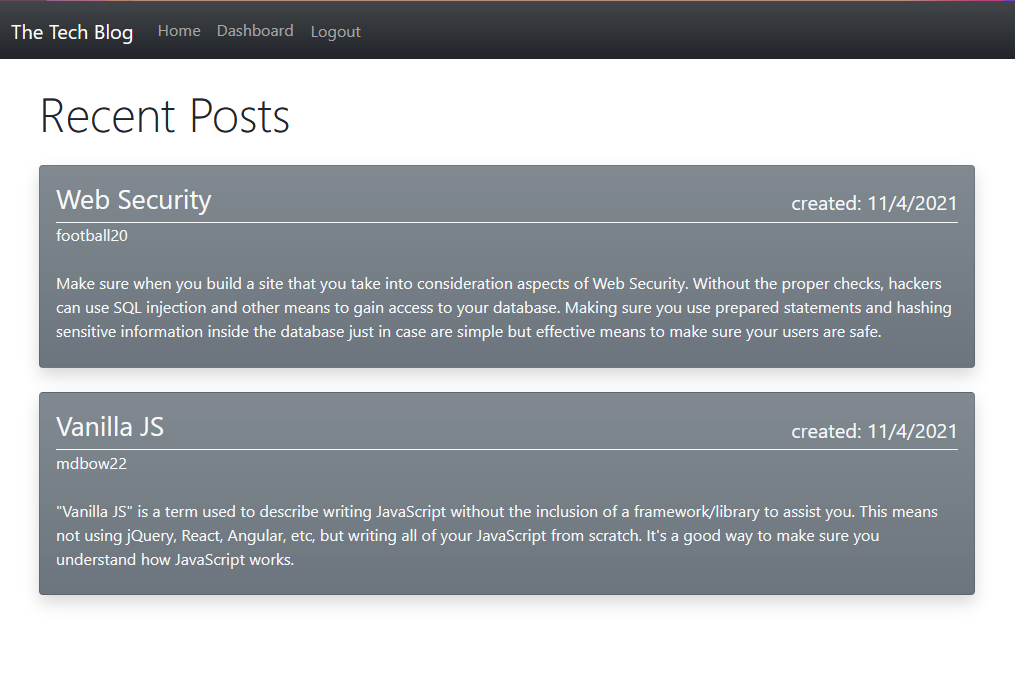 The Tech Blog Home Dashboard Logout
Recent Posts
Web Security created: 11/4/2021
football20
Make sure when you build a site that you take into consideration aspects of Web Security. Without the proper checks, hackers
can use SQL injection and other means to gain access to your database. Making sure you use prepared statements and hashing
sensitive information inside the database just in case are simple but effective means to make sure your users are safe.
Vanilla JS created: 11/4/2021
mdbow22
"Vanilla JS" is a term used to describe writing JavaScript without the inclusion of a framework/library to assist you. This means
not using jQuery, React, Angular, etc, but writing all of your JavaScript from scratch. It's a good way to make sure you
understand how JavaScript works.